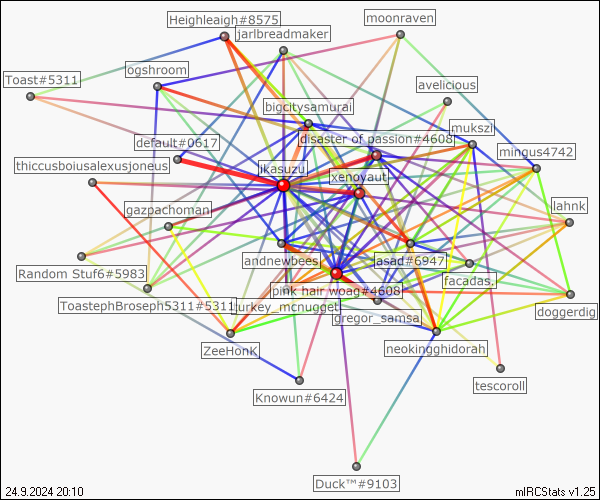 Heighleigh#8575
moonraven
jarlbreadmaker
ogshroom
Toast#5311
avelicious
bigcitysamurai
mukszi
disaster of passion#4608
default#0617
mingus4742
thiccusboiusalexusjoneus
ikasuzu
xenoyaut
gazpachoman
lahnk
andnewbees
asad#6947
Random Stuf6#5983
facadas.
pink hair woag#4608
ToastephBroseph5311#5311
turkey_mcnugget
doggerdig
gregor_samsa
ZeeHonK
neokingghidorah
tescoroll
Knowun#6424
Duck™#9103
24.9.2024 20:10
mIRCStats v1.25